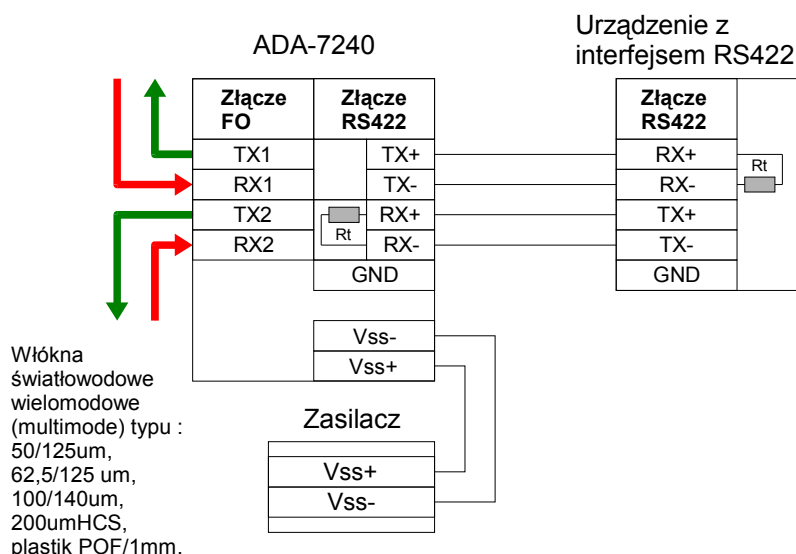 ADA-7240
Urządzenie z
interfejsem RS422
Złącze
FO
Złącze
RS422
TX1
TX+
RX1
TX-
TX2
RX+
RX2
RX-
Rt
GND
Vss-
Vss+
Złącze
RS422
RX+
RX-
TX+
TX-
GND
Rt
Włókna
światłowodowe
wielomodowe
(multimode) typu :
50/125um,
62,5/125 um,
100/140um,
200umHCS,
plastik POF/1mm.
Zasilacz
Vss+
Vss-